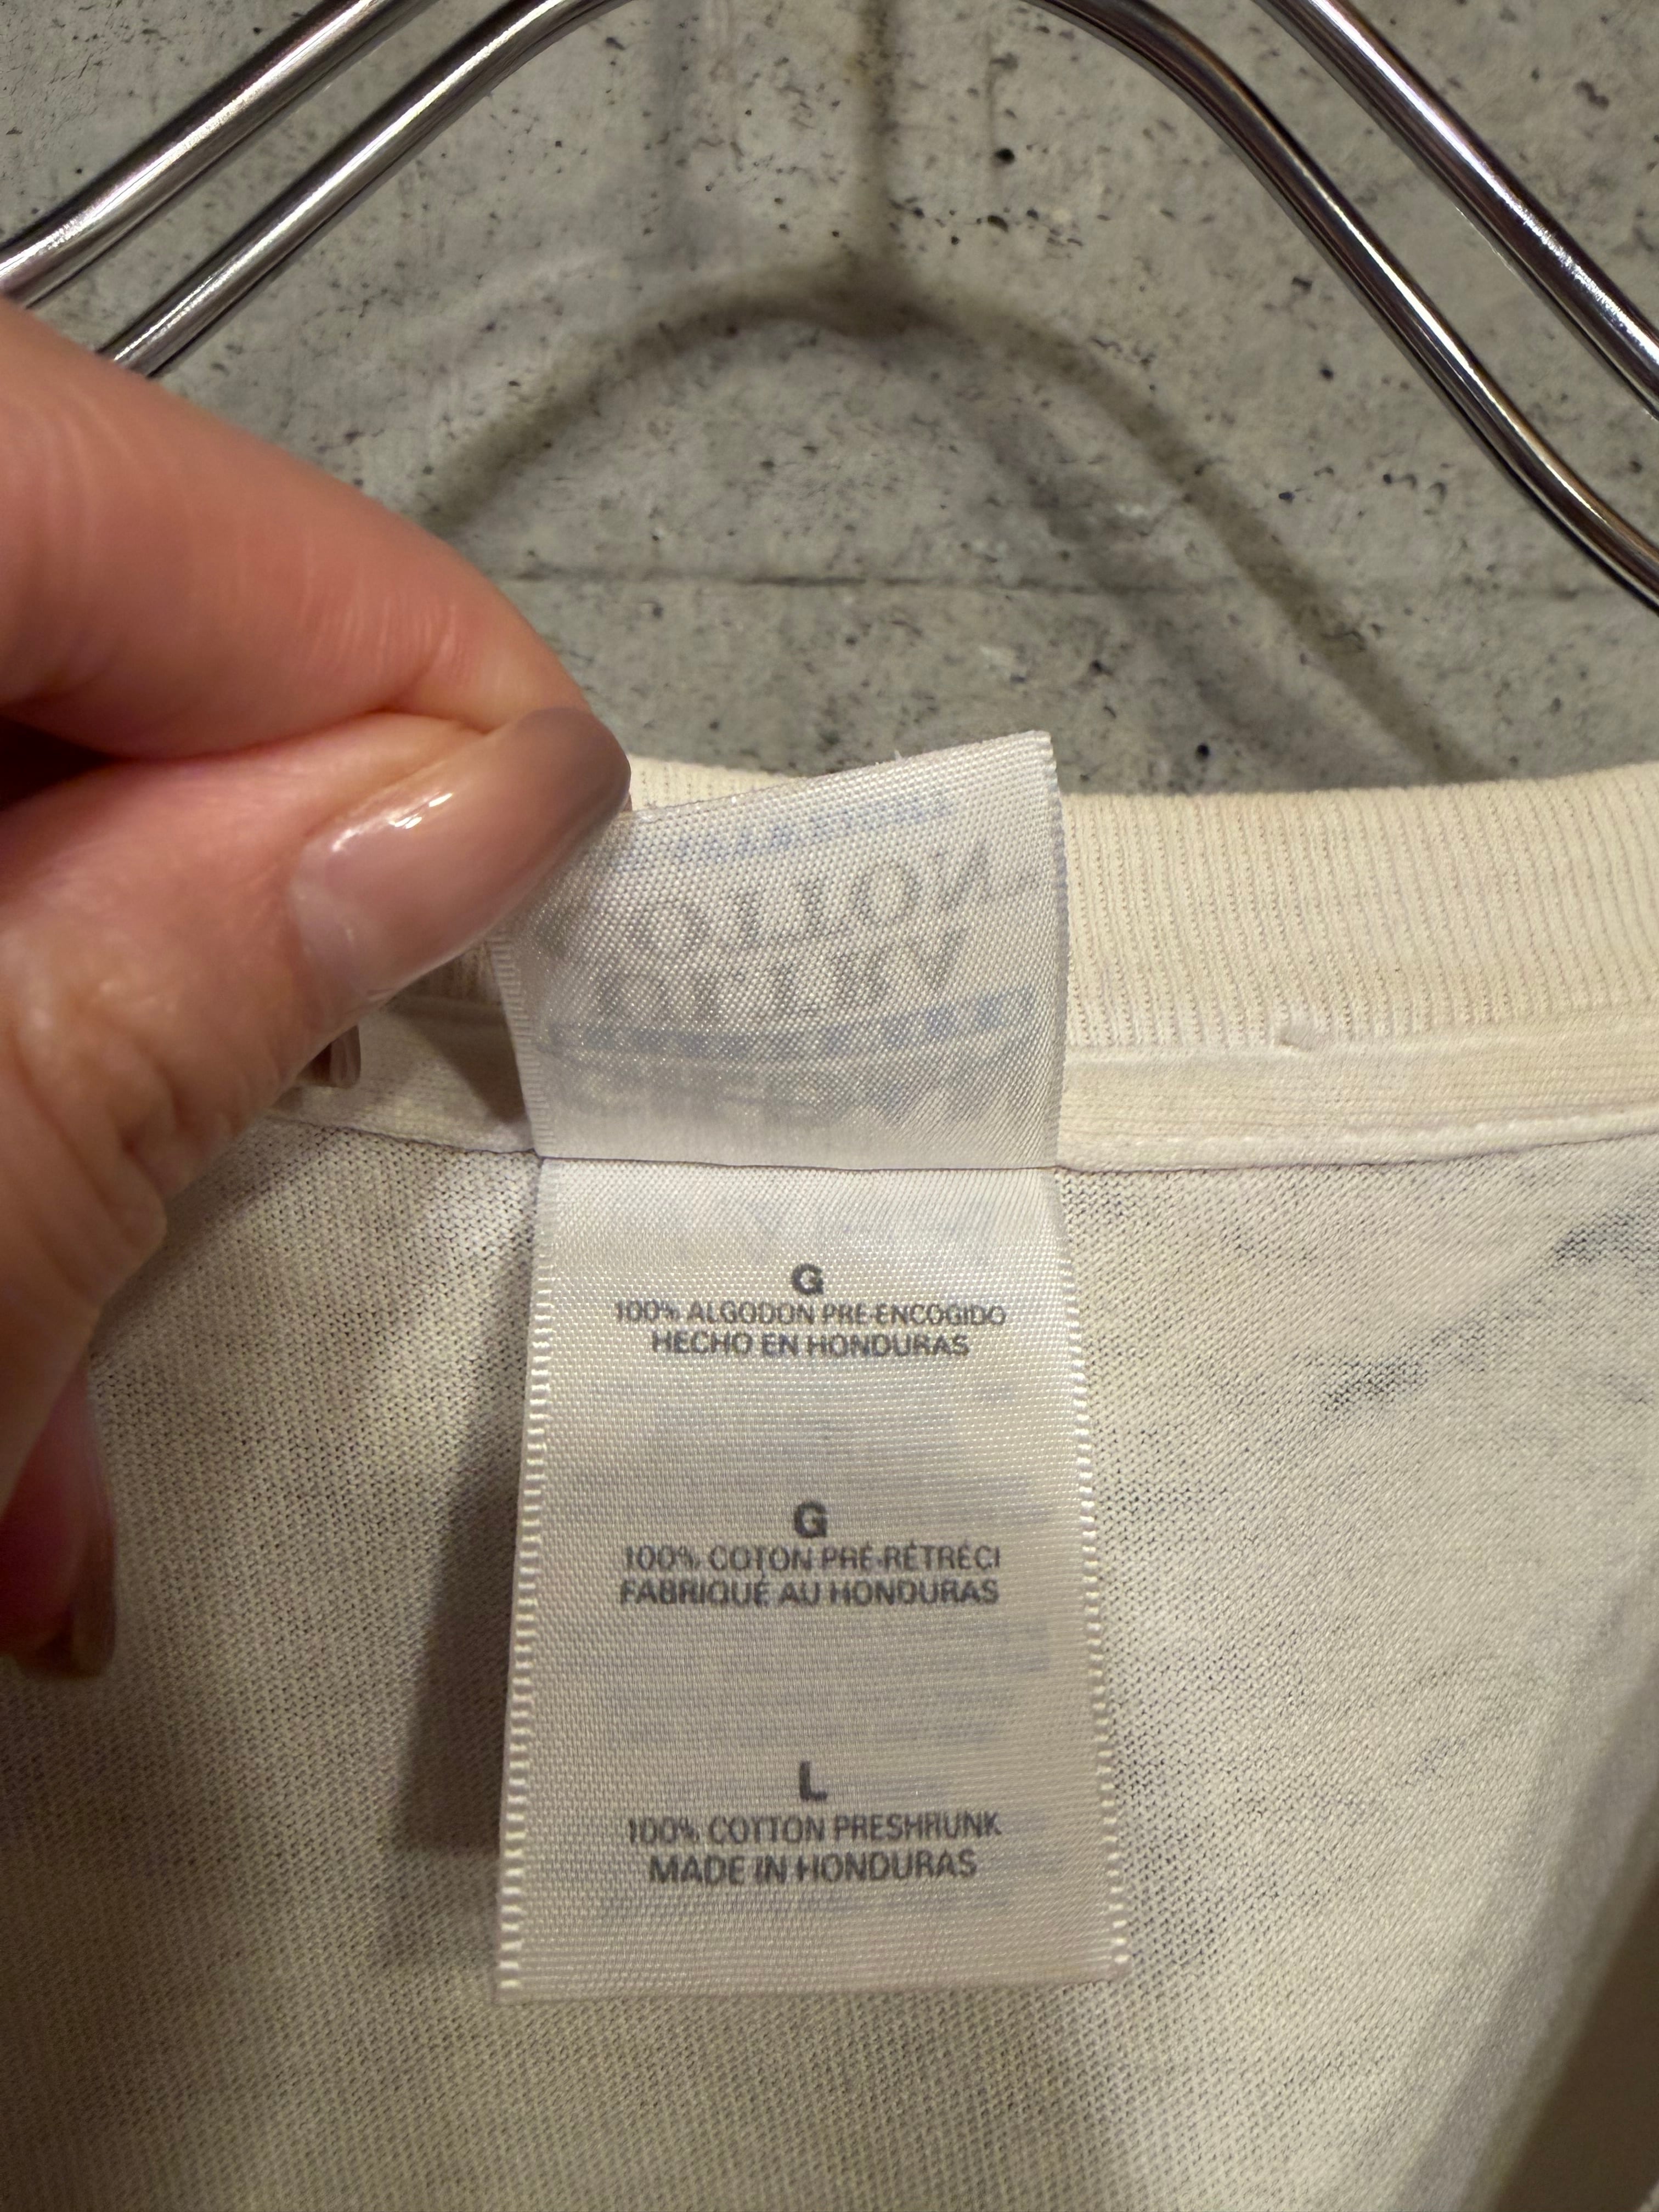 G
100% ALGODON PRE-ENCOGIDO
HECHO EN HONDURAS
G
100% COTON PRÉ-RÉTRÉCI
FABRIQUÉ AU HONDURAS
L
100% COTTON PRESHRUNK
MADE IN HONDURAS